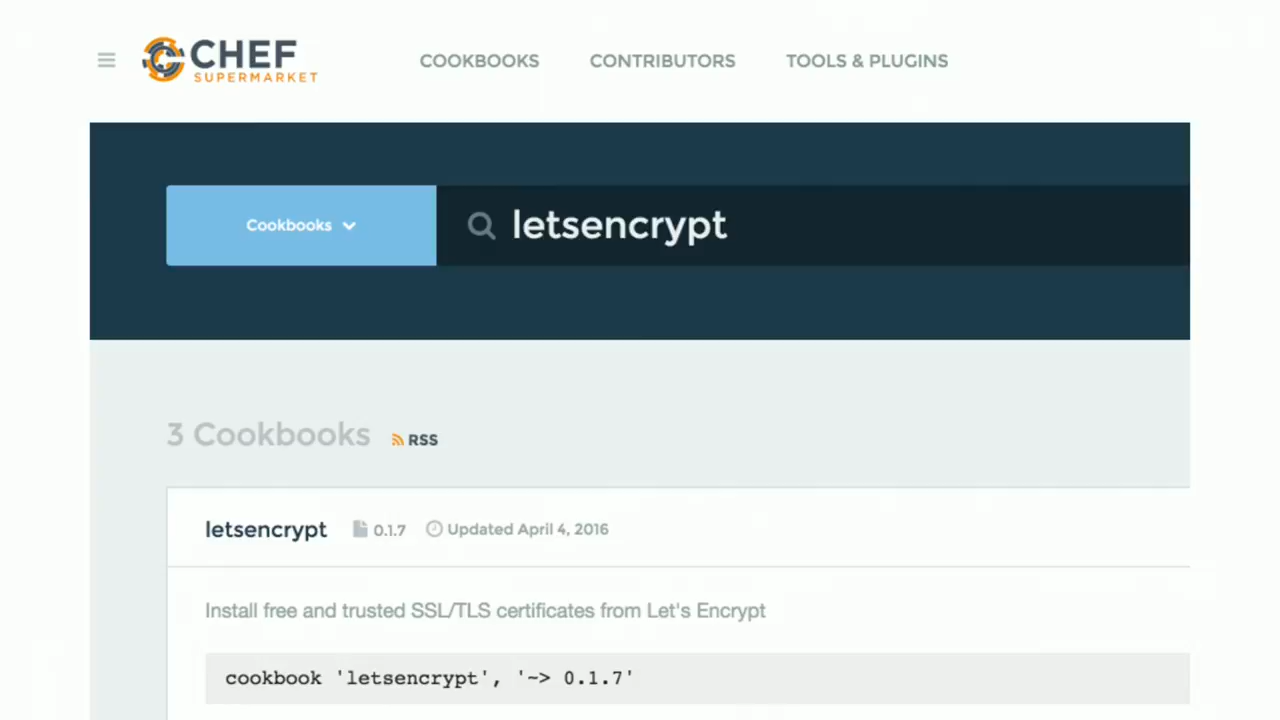 CHEF
SUPERMARKET
COOKBOOKS CONTRIBUTORS TOOLS & PLUGINS
Cookbooks letsencrypt
3 Cookbooks RSS
letsencrypt 0.1.7 Updated April 4, 2016
Install free and trusted SSL/TLS certificates from Let's Encrypt
cookbook 'letsencrypt', '~> 0.1.7'